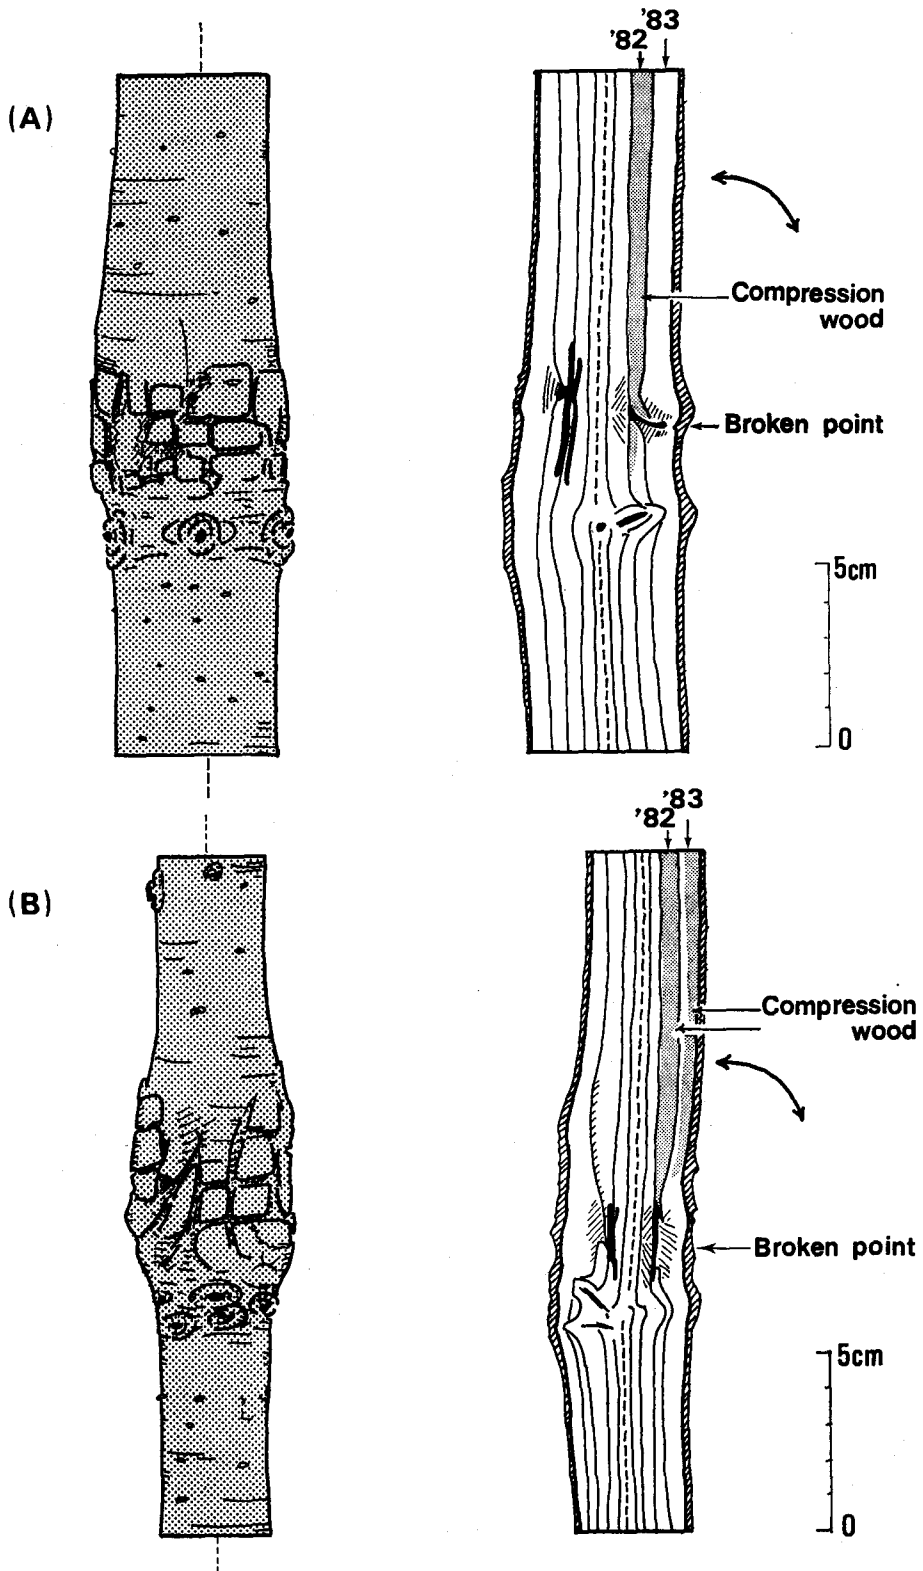 '83
'82
(A)
Compression
wood
Broken point
5cm
0
'83
'82
(B)
Compression
wood
Broken point
5cm
0